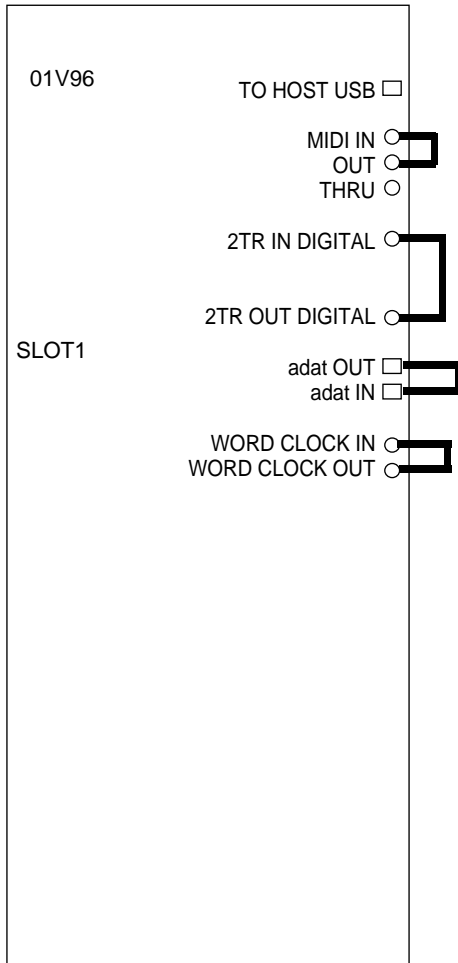 01V96
TO HOST USB
MIDI IN
OUT
THRU
2TR IN DIGITAL
2TR OUT DIGITAL
SLOT1
adat OUT
adat IN
WORD CLOCK IN
WORD CLOCK OUT